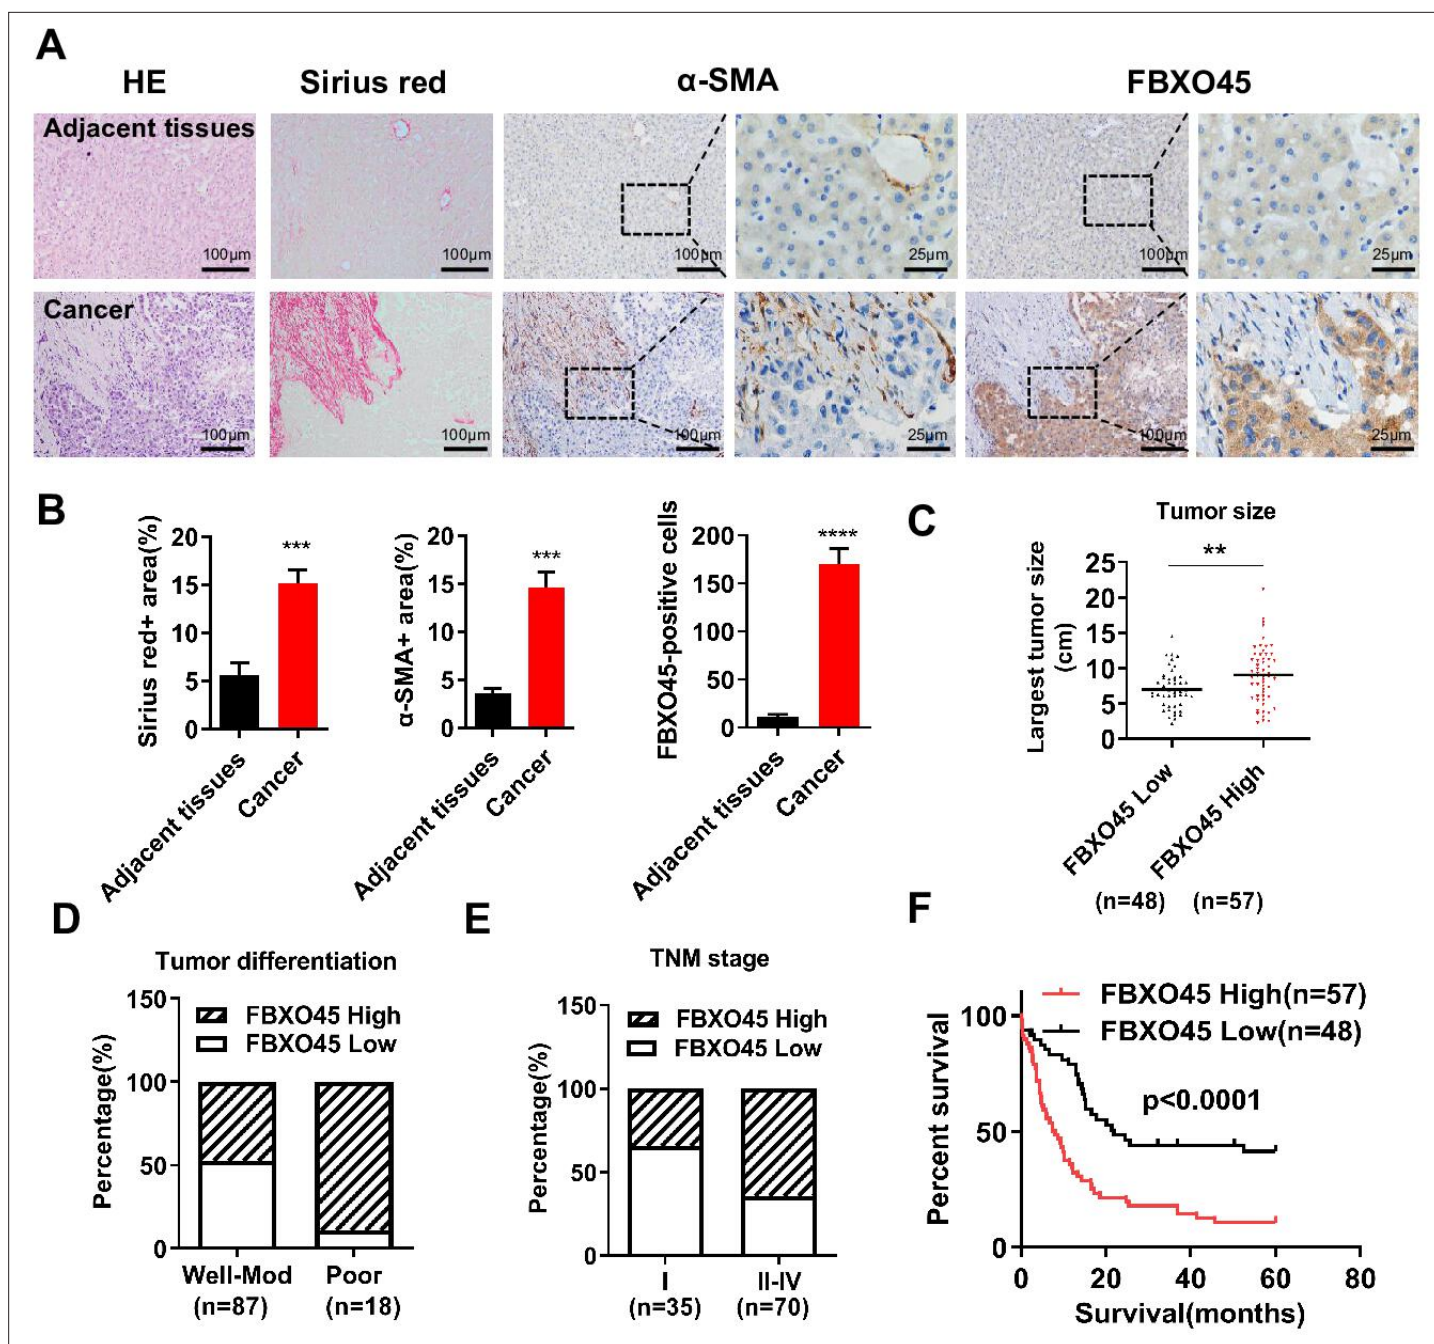 A
HE
Sirius red
α-SMA
FBXO45
Adjacent tissues
100μm
100μm
100μm
25μm
100μm
25μm
Cancer
100μm
100μm
100μm
25μm
100μm
25μm
B
Sirius red+ area(%)
20
15
10
5
0
***
Adjacent tissues
Cancer
α-SMA+ area(%)
20
15
10
5
0
***
Adjacent tissues
Cancer
FBXO45-positive cells
200
150
100
50
0
****
Adjacent tissues
Cancer
C
Tumor size
Largest tumor size
(cm)
25
20
15
10
5
0
**
FBXO45 Low
FBXO45 High
(n=48)
(n=57)
D
Tumor differentiation
Percentage(%)
150
100
50
0
FBXO45 High
FBXO45 Low
Well-Mod
Poor
(n=87)
(n=18)
E
TNM stage
Percentage(%)
150
100
50
0
FBXO45 High
FBXO45 Low
I
II-IV
(n=35)
(n=70)
F
Percent survival
100
50
0
FBXO45 High(n=57)
FBXO45 Low(n=48)
p<0.0001
0
20
40
60
80
Survival(months)